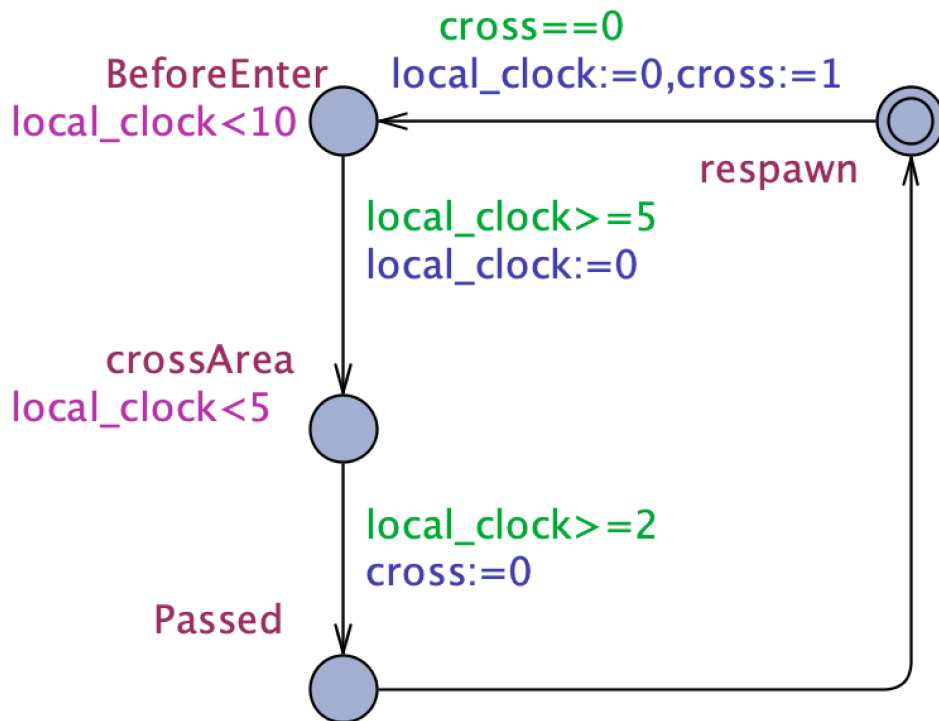 cross==0
local_clock:=0,cross:=1
BeforeEnter
local_clock<10
respawn
local_clock>=5
local_clock:=0
crossArea
local_clock<5
local_clock>=2
cross:=0
Passed